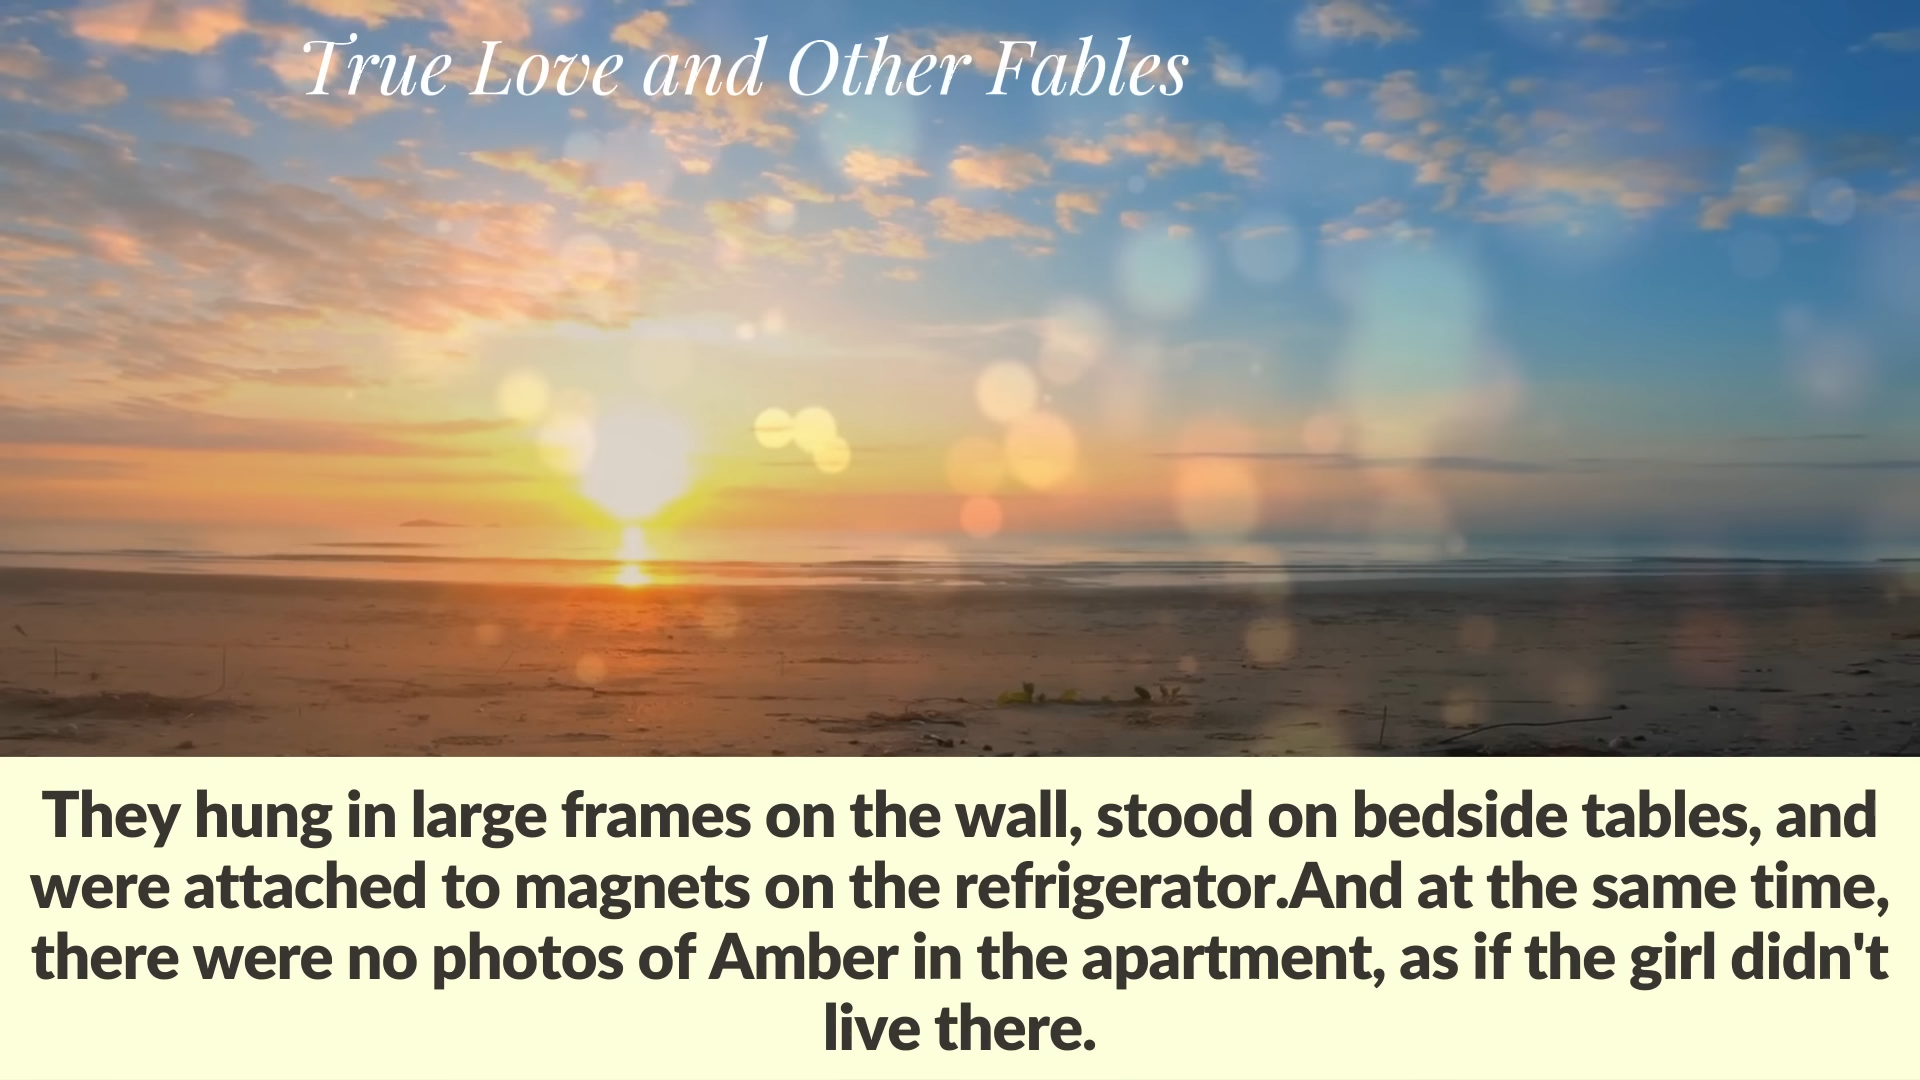 True Love and Other Fables
They hung in large frames on the wall, stood on bedside tables, and
were attached to magnets on the refrigerator.And at the same time,
there were no photos of Amber in the apartment, as if the girl didn't
live there.